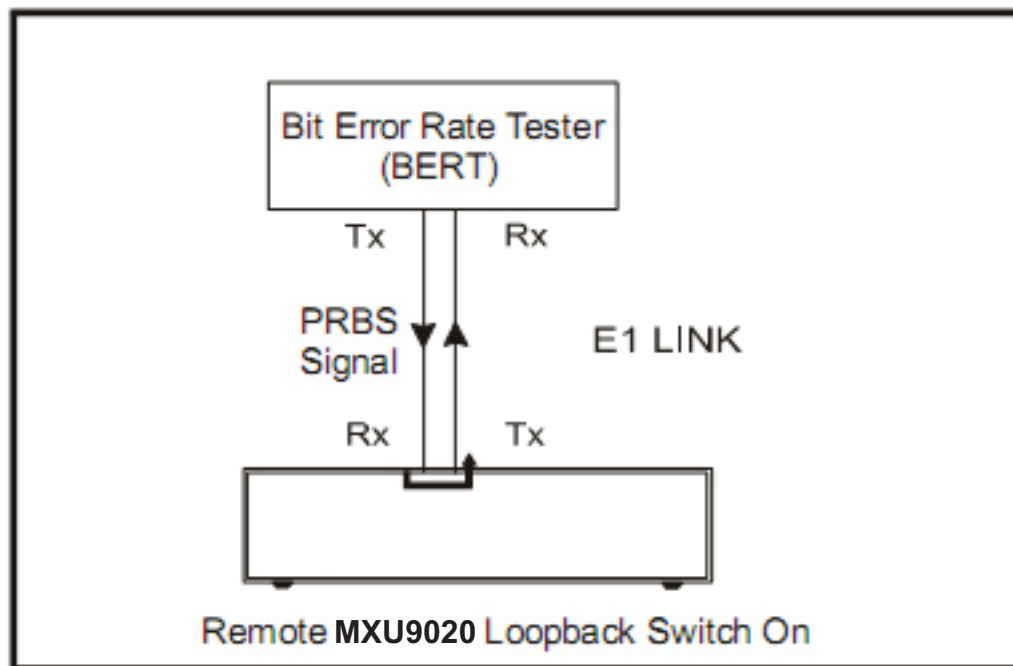 Bit Error Rate Tester
(BERT)
Tx
Rx
PRBS
Signal
E1 LINK
Rx
Tx
Remote MXU9020 Loopback Switch On